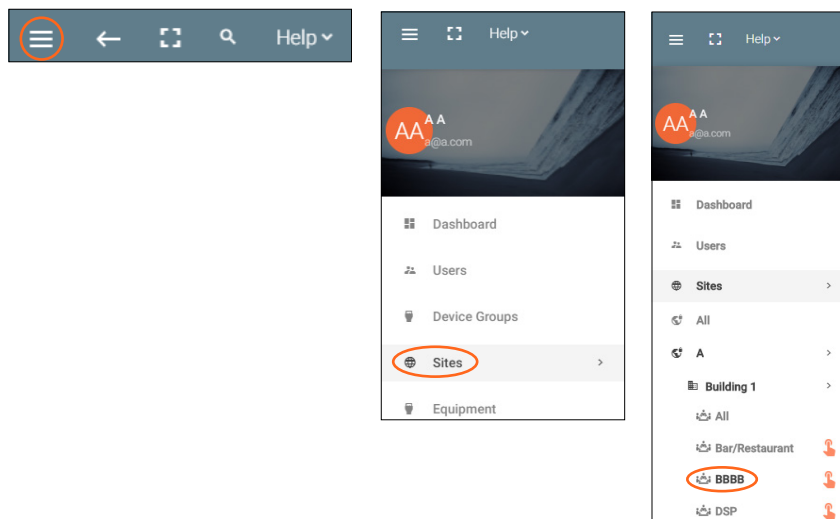 Help
Help
AA
A A
a@a.com
Dashboard
Users
Device Groups
Sites
Equipment
Help
AA
A A
a@a.com
Dashboard
Users
Sites
All
A
Building 1
All
Bar/Restaurant
BBBB
DSP